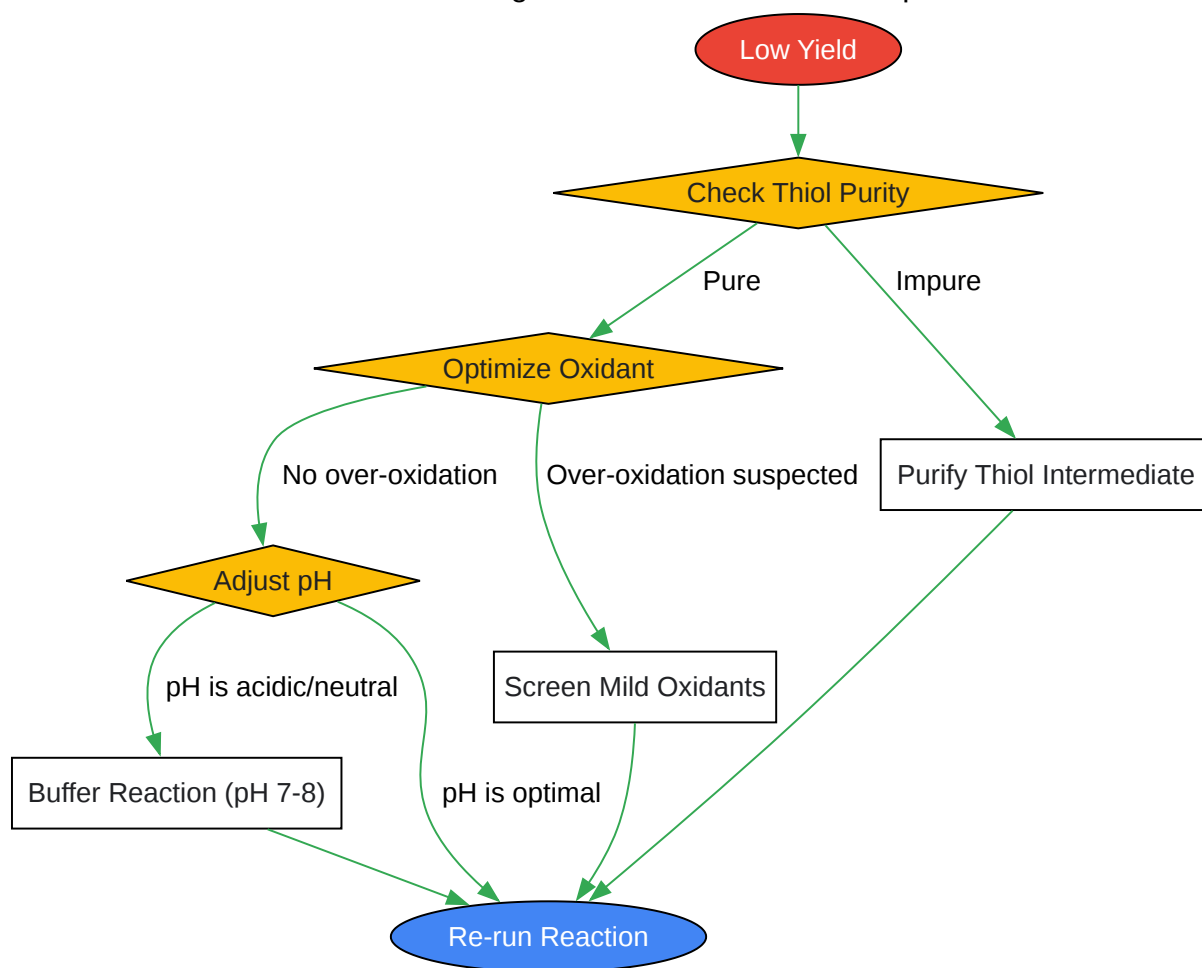 Low Yield
Check Thiol Purity
Pure
Impure
Optimize Oxidant
No over-oxidation
Over-oxidation suspected
Purify Thiol Intermediate
Adjust pH
pH is acidic/neutral
Screen Mild Oxidants
Buffer Reaction (pH 7-8)
pH is optimal
Re-run Reaction